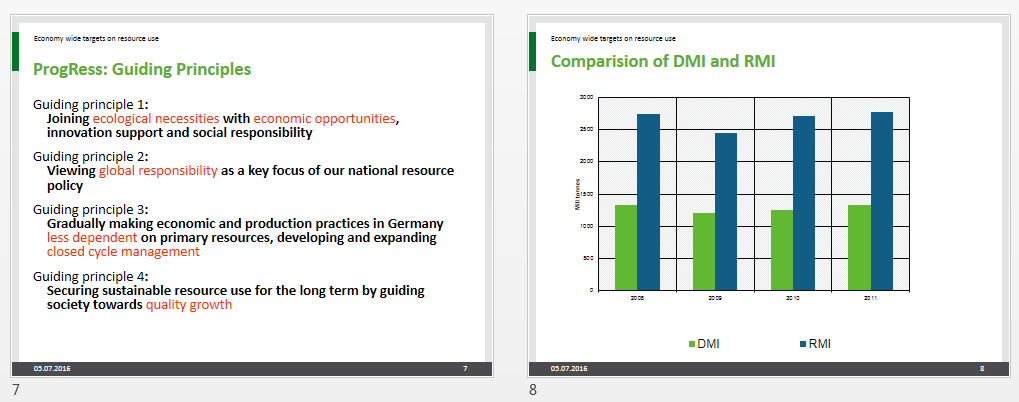 Economy wide targets on resource use
ProgRess: Guiding Principles
Guiding principle 1:
Joining ecological necessities with economic opportunities,
innovation support and social responsibility
Guiding principle 2:
Viewing global responsibility as a key focus of our national resource
policy
Guiding principle 3:
Gradually making economic and production practices in Germany
less dependent on primary resources, developing and expanding
closed cycle management
Guiding principle 4:
Securing sustainable resource use for the long term by guiding
society towards quality growth
05.07.2016
7
7
Economy wide targets on resource use
Comparision of DMI and RMI
3000
2500
2000
1500
1000
500
0
Mill tonnes
2008
2009
2010
2011
DMI
RMI
05.07.2016
8
8